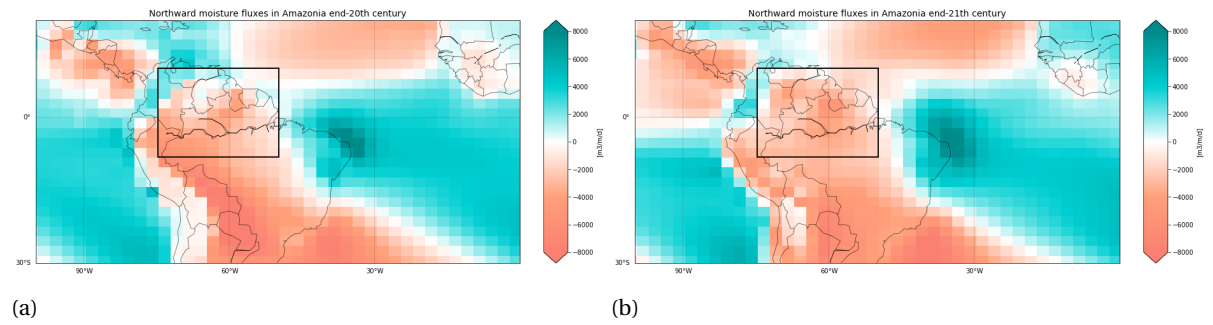 Northward moisture fluxes in Amazonia end-20th century
8000
6000
4000
2000
0
−2000
−4000
−6000
−8000
[m3/m/d]
0°
30°S
90°W
60°W
30°W
(a)
Northward moisture fluxes in Amazonia end-21th century
8000
6000
4000
2000
0
−2000
−4000
−6000
−8000
[m3/m/d]
0°
30°S
90°W
60°W
30°W
(b)